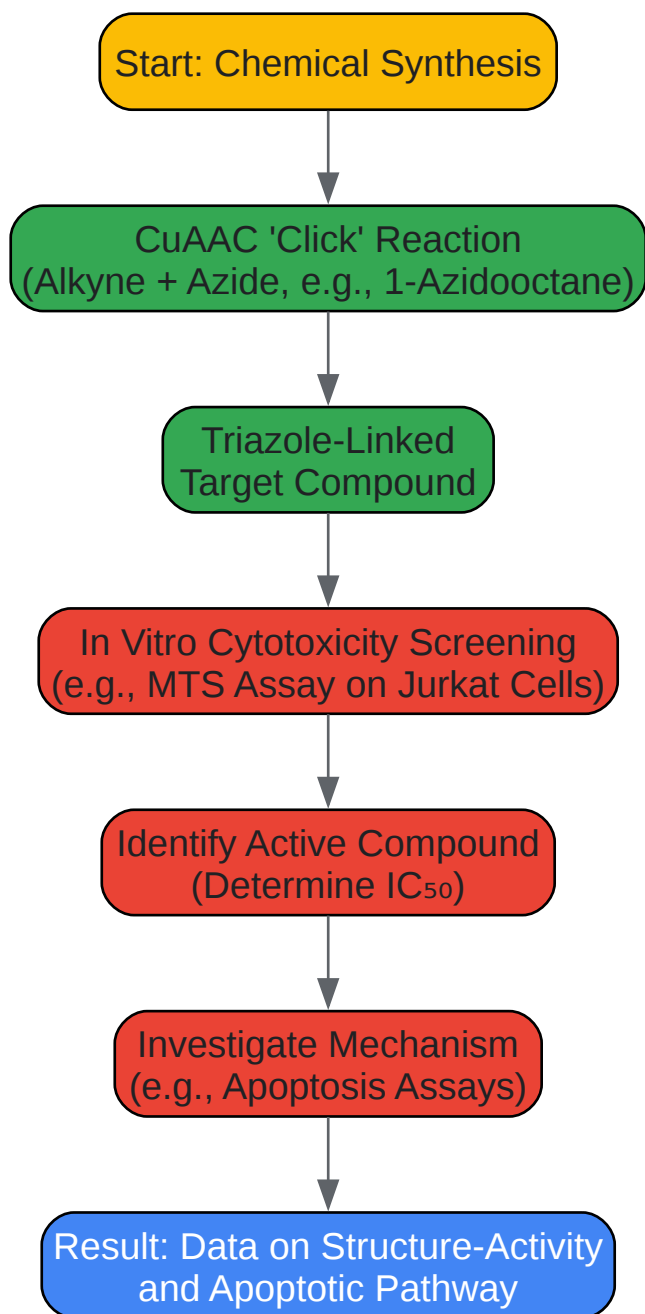 Start: Chemical Synthesis
CuAAC 'Click' Reaction
(Alkyne + Azide, e.g., 1-Azidooctane)
Triazole-Linked
Target Compound
In Vitro Cytotoxicity Screening
(e.g., MTS Assay on Jurkat Cells)
Identify Active Compound
(Determine IC₅₀)
Investigate Mechanism
(e.g., Apoptosis Assays)
Result: Data on Structure-Activity
and Apoptotic Pathway